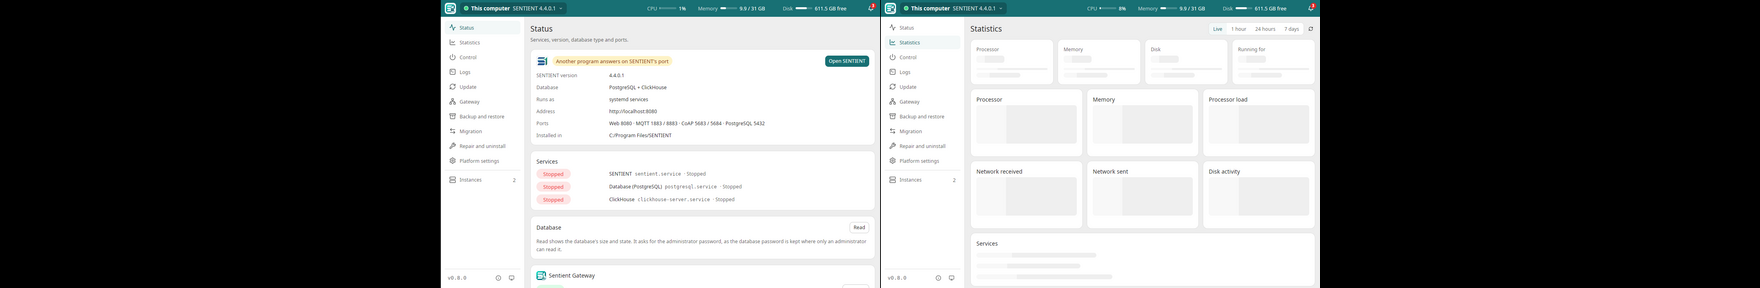 This computer SENTIENT 4.4.0.1
CPU 1% Memory 9.9 / 31 GB Disk 611.5 GB free
Status
Statistics
Control
Logs
Update
Gateway
Backup and restore
Migration
Repair and uninstall
Platform settings
Instances 2
v0.8.0
Status
Services, version, database type and ports.
Another program answers on SENTIENT's port
Open SENTIENT
SENTIENT version 4.4.0.1
Database PostgreSQL + ClickHouse
Runs as systemd services
Address http://localhost:8080
Ports Web 8080 · MQTT 1883 / 8883 · CoAP 5683 / 5684 · PostgreSQL 5432
Installed in C:/Program Files/SENTIENT
Services
Stopped SENTIENT sentient.service · Stopped
Stopped Database (PostgreSQL) postgresql.service · Stopped
Stopped ClickHouse clickhouse-server.service · Stopped
Database
Read
Read shows the database's size and state. It asks for the administrator password, as the database password is kept where only an administrator
can read it.
Sentient Gateway
This computer SENTIENT 4.4.0.1
CPU 8% Memory 9.9 / 31 GB Disk 611.5 GB free
Status
Statistics
Control
Logs
Update
Gateway
Backup and restore
Migration
Repair and uninstall
Platform settings
Instances 2
v0.8.0
Statistics
Live 1 hour 24 hours 7 days
Processor Memory Disk Running for
Processor Memory Processor load
Network received Network sent Disk activity
Services